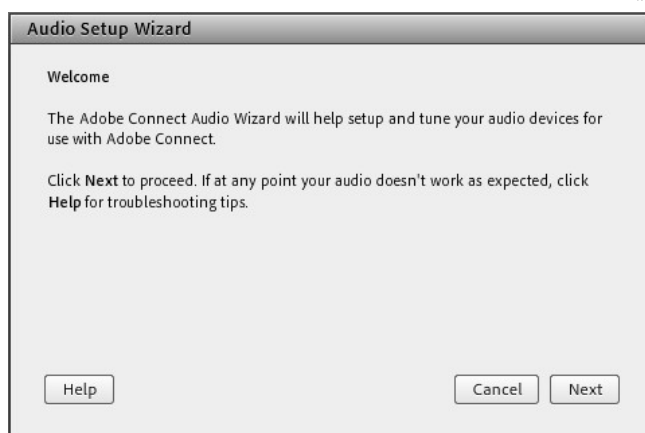 Audio Setup Wizard
Welcome
The Adobe Connect Audio Wizard will help setup and tune your audio devices for
use with Adobe Connect.
Click Next to proceed. If at any point your audio doesn't work as expected, click
Help for troubleshooting tips.
Help
Cancel
Next